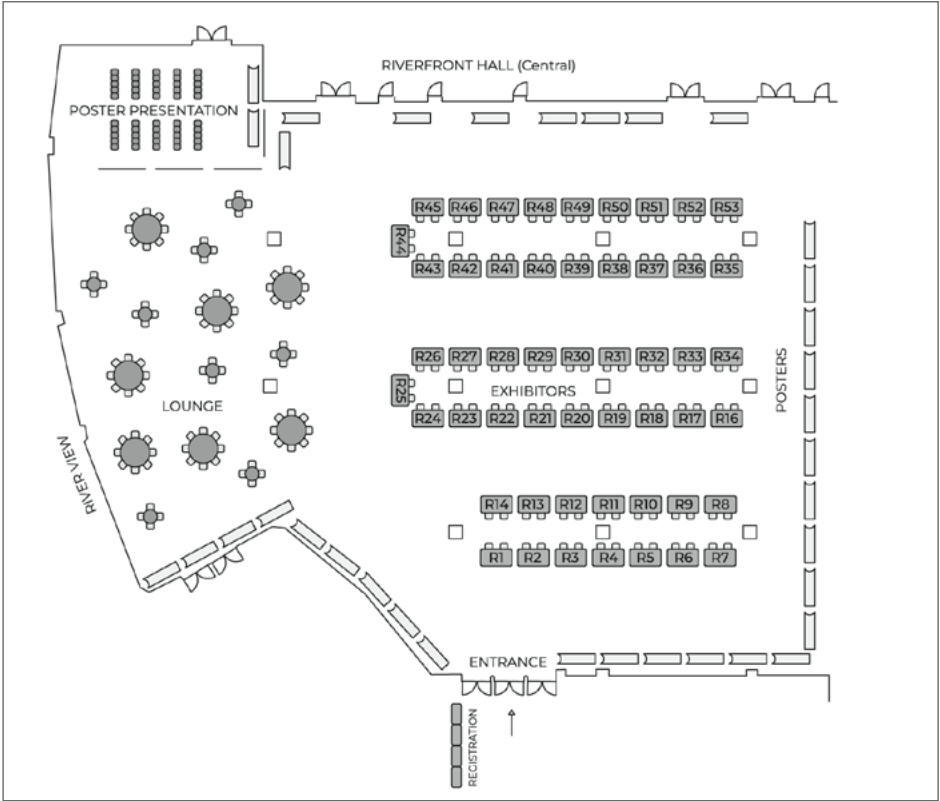 RIVERFRONT HALL (Central)
POSTER PRESENTATION
R45 R46 R47 R48 R49 R50 R51 R52 R53
R44
R43 R42 R41 R40 R39 R38 R37 R36 R35
R26 R27 R28 R29 R30 R31 R32 R33 R34
R25
EXHIBITORS
POSTERS
LOUNGE
R24 R23 R22 R21 R20 R19 R18 R17 R16
RIVER VIEW
R14 R13 R12 R11 R10 R9 R8
R1 R2 R3 R4 R5 R6 R7
ENTRANCE
REGISTRATION